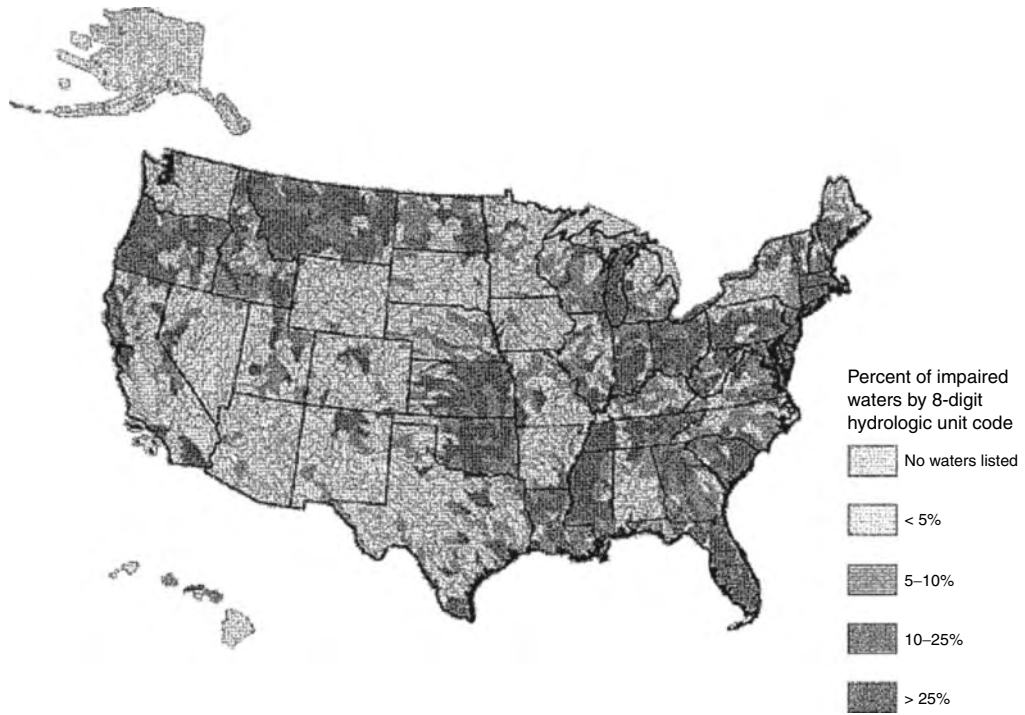 Percent of impaired
waters by 8-digit
hydrologic unit code
No waters listed
< 5%
5–10%
10–25%
> 25%